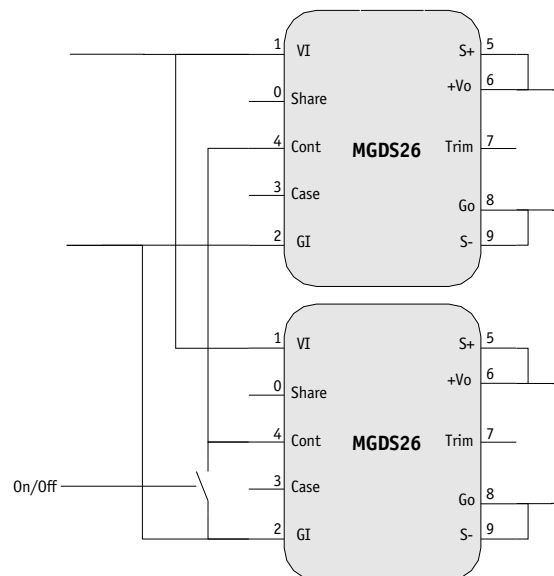 1 VI S+ 5
+Vo 6
0 Share
4 Cont MGDS26 Trim 7
3 Case
Go 8
2 GI S- 9
1 VI S+ 5
+Vo 6
0 Share
4 Cont MGDS26 Trim 7
On/Off 3 Case
Go 8
2 GI S- 9